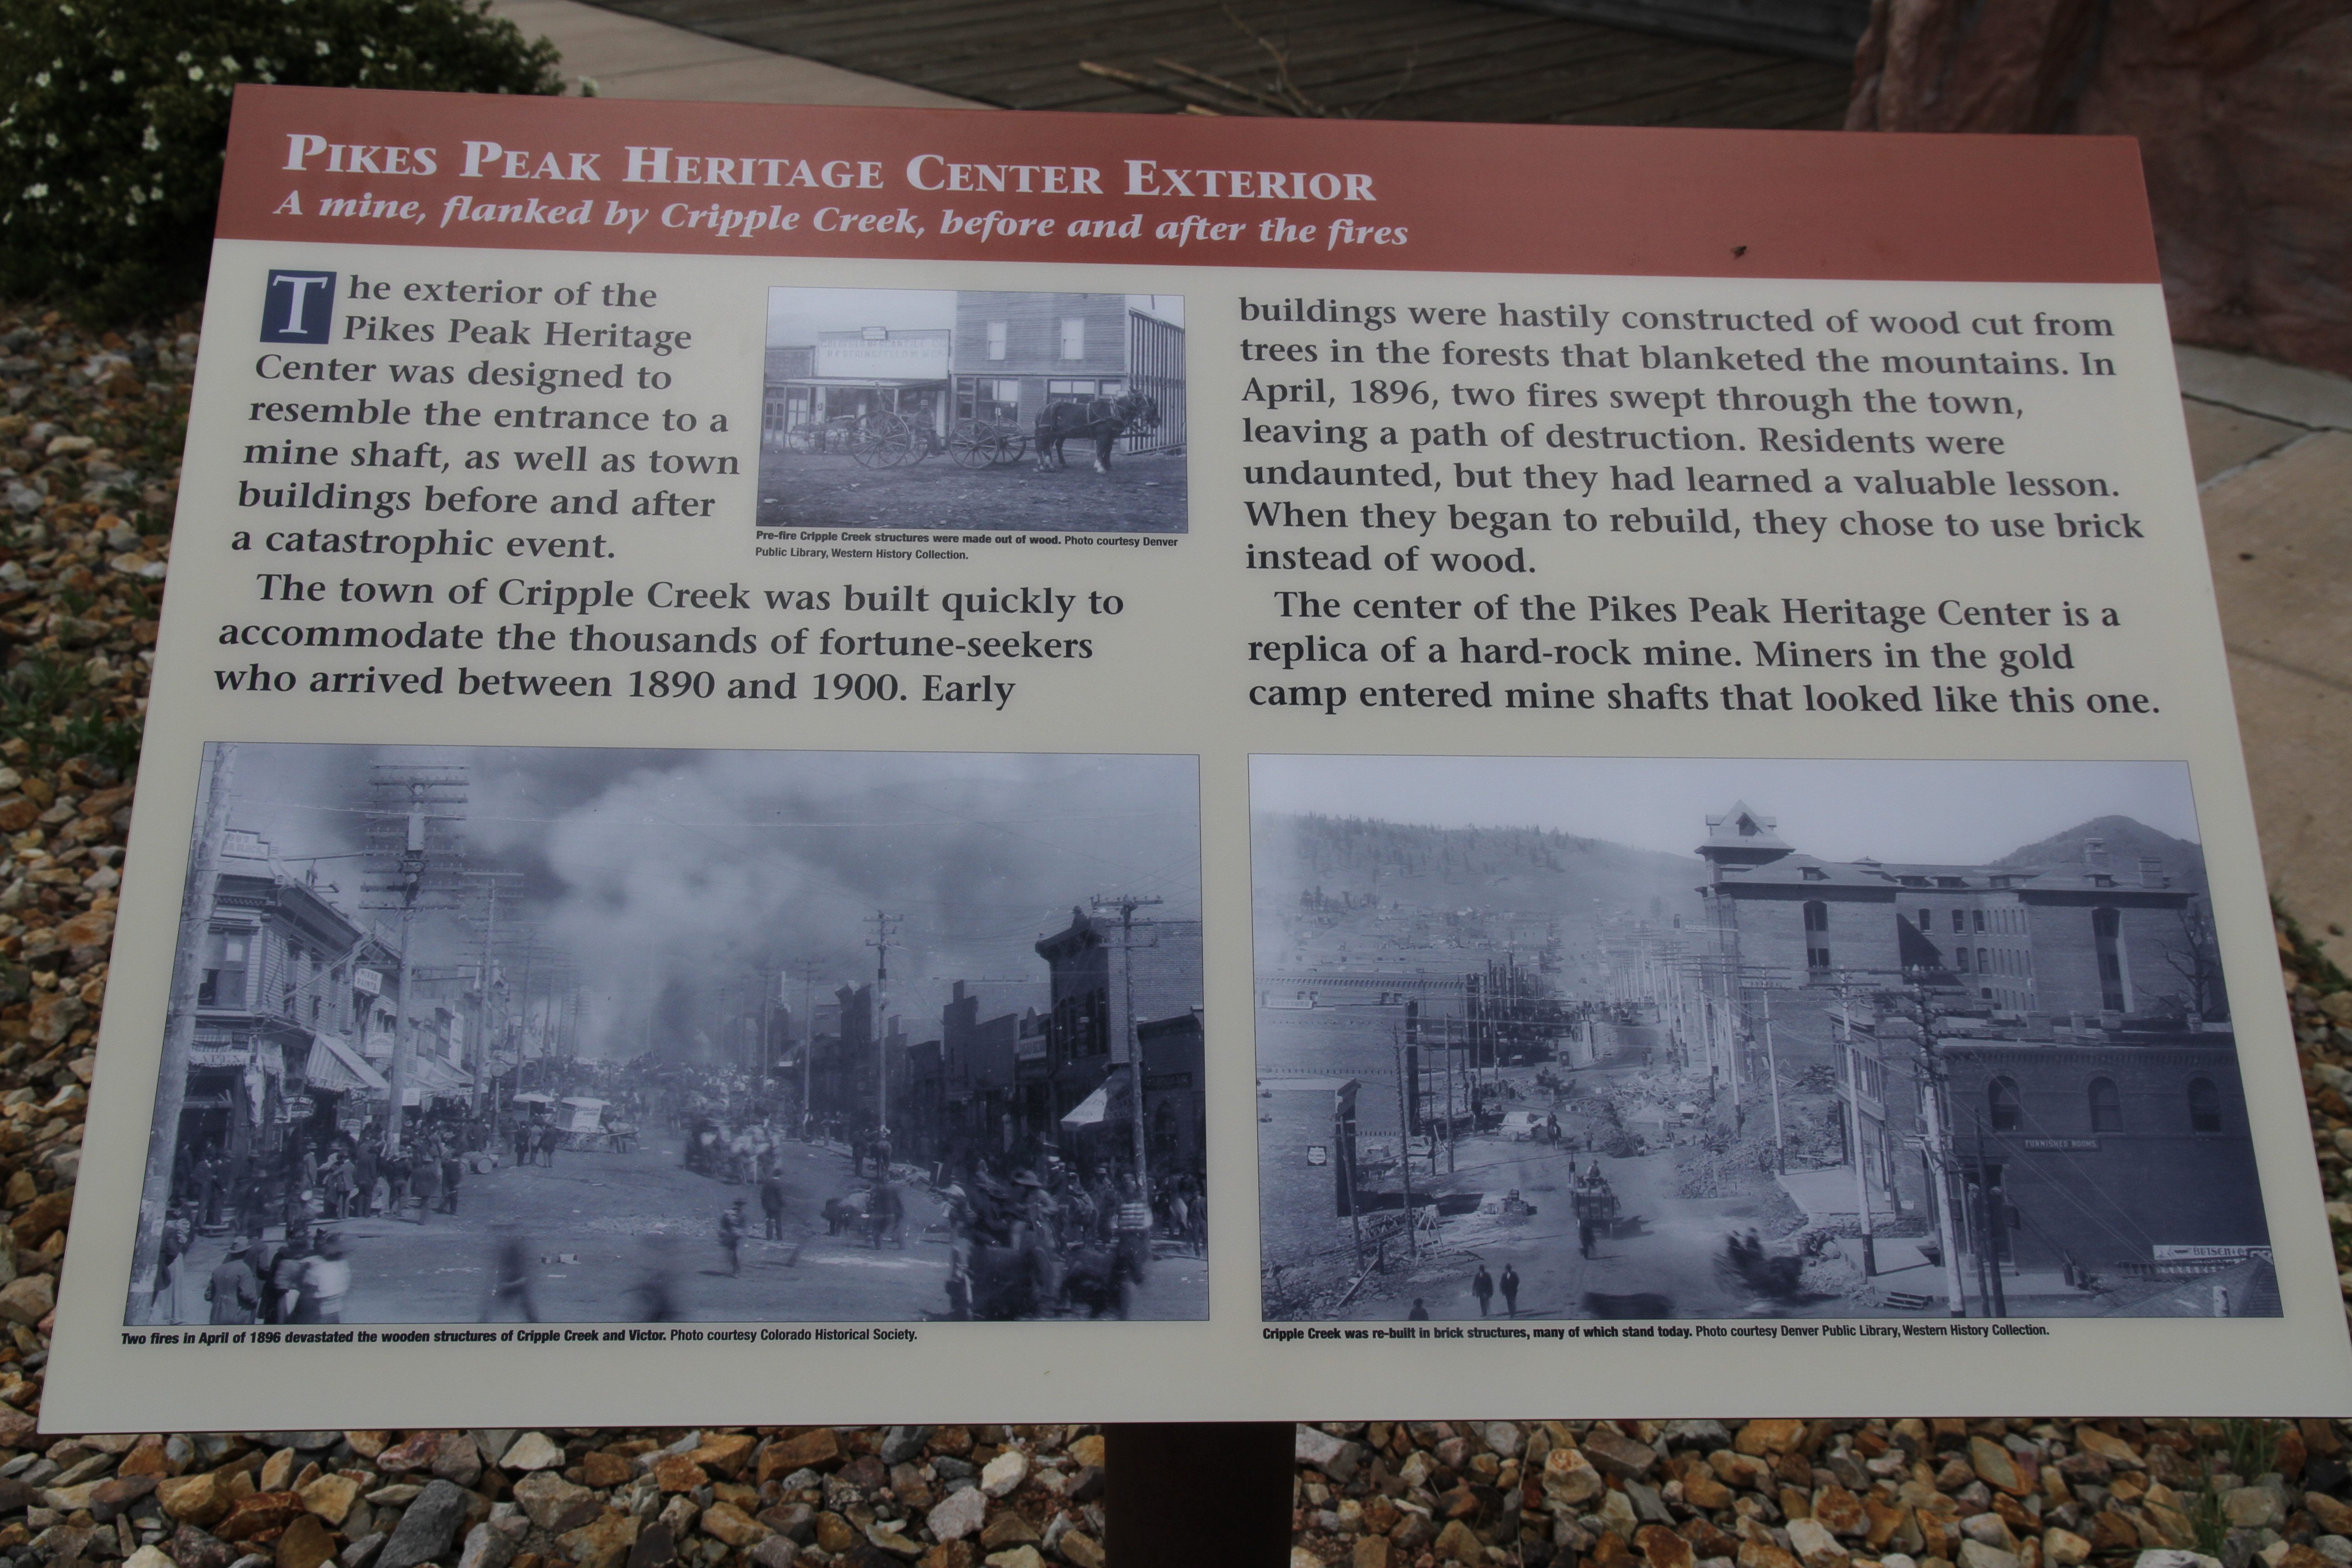 PIKES PEAK HERITAGE CENTER EXTERIOR
A mine, flanked by Cripple Creek, before and after the fires
The exterior of the
Pikes Peak Heritage
Center was designed to
resemble the entrance to a
mine shaft, as well as town
buildings before and after
a catastrophic event.
Pre-fire Cripple Creek structures were made out of wood. Photo courtesy Denver
Public Library, Western History Collection.
The town of Cripple Creek was built quickly to
accommodate the thousands of fortune-seekers
who arrived between 1890 and 1900. Early
buildings were hastily constructed of wood cut from
trees in the forests that blanketed the mountains. In
April, 1896, two fires swept through the town,
leaving a path of destruction. Residents were
undaunted, but they had learned a valuable lesson.
When they began to rebuild, they chose to use brick
instead of wood.
The center of the Pikes Peak Heritage Center is a
replica of a hard-rock mine. Miners in the gold
camp entered mine shafts that looked like this one.
Two fires in April of 1896 devastated the wooden structures of Cripple Creek and Victor. Photo courtesy Colorado Historical Society.
FURNISHED ROOMS
Cripple Creek was re-built in brick structures, many of which stand today. Photo courtesy Denver Public Library, Western History Collection.